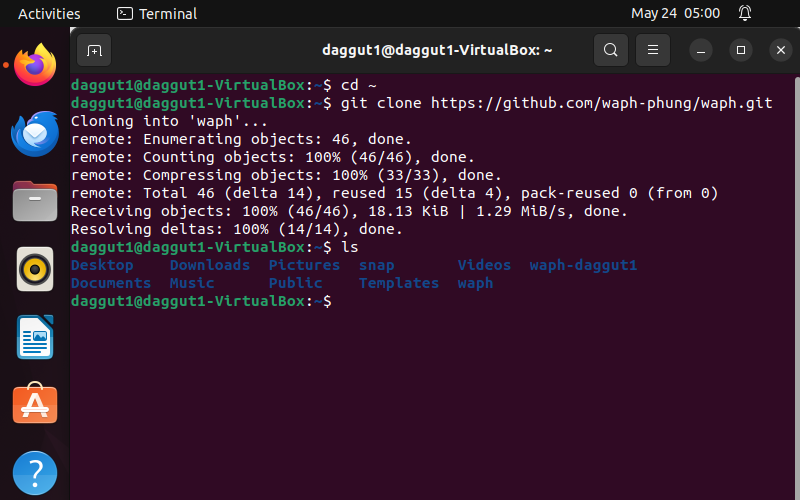 Activities Terminal May 24 05:00
daggut1@daggut1-VirtualBox: ~
daggut1@daggut1-VirtualBox:~$ cd ~
daggut1@daggut1-VirtualBox:~$ git clone https://github.com/waph-phung/waph.git
Cloning into 'waph'...
remote: Enumerating objects: 46, done.
remote: Counting objects: 100% (46/46), done.
remote: Compressing objects: 100% (33/33), done.
remote: Total 46 (delta 14), reused 15 (delta 4), pack-reused 0 (from 0)
Receiving objects: 100% (46/46), 18.13 KiB | 1.29 MiB/s, done.
Resolving deltas: 100% (14/14), done.
daggut1@daggut1-VirtualBox:~$ ls
Desktop Downloads Pictures snap Videos waph-daggut1
Documents Music Public Templates waph
daggut1@daggut1-VirtualBox:~$